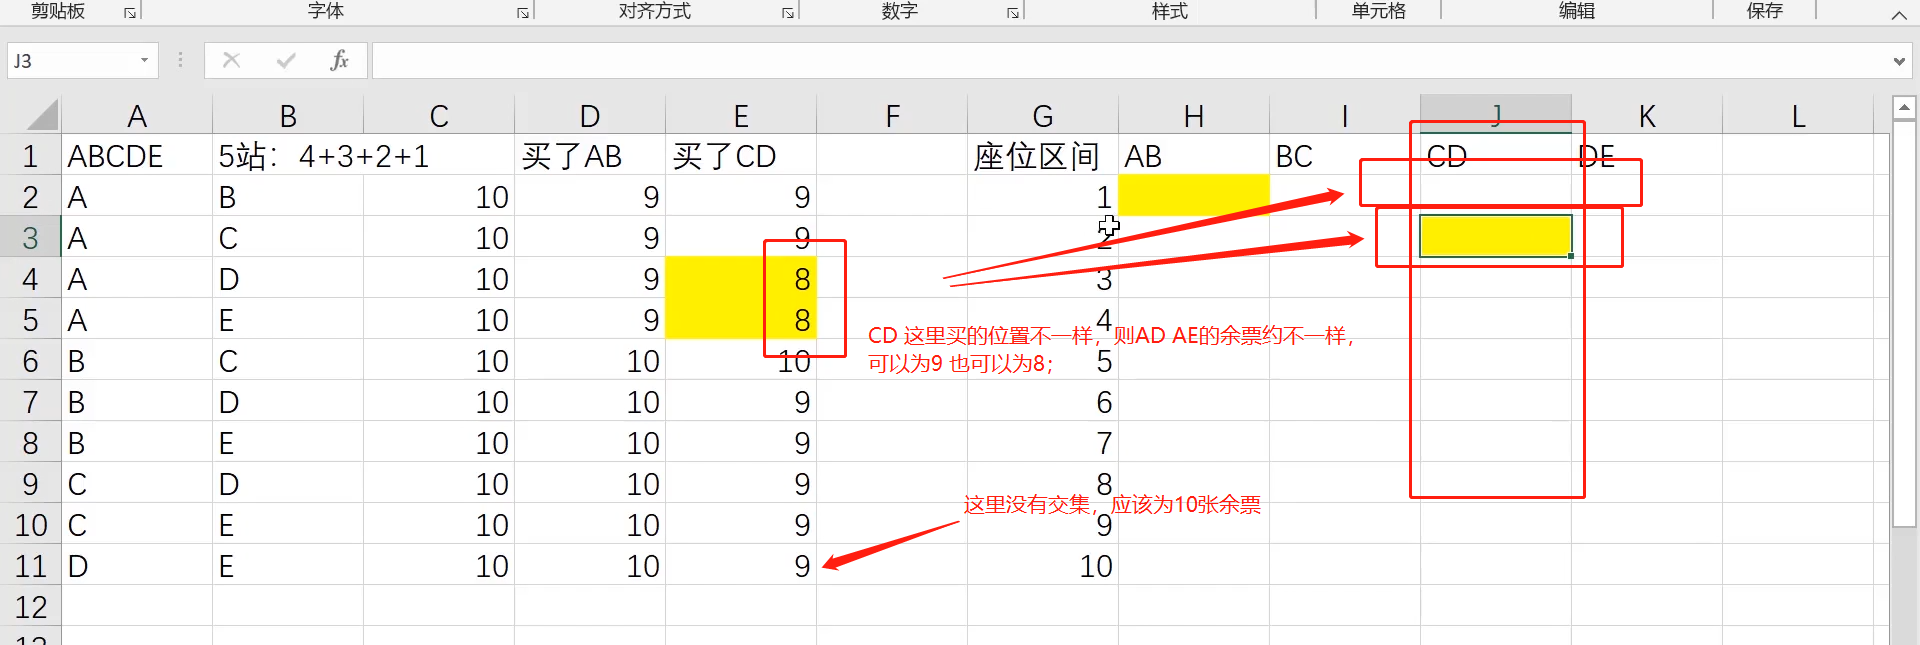 剪贴板 字体 对齐方式 数字 样式 单元格 编辑 保存
J3 fx
A B C D E F G H I J K L
1 ABCDE 5站：4+3+2+1 买了AB 买了CD 座位区间 AB BC CD DE
2 A B 10 9 9 1
3 A C 10 9 9 2
4 A D 10 9 8 3
5 A E 10 9 8 4
CD 这里买的位置不一样，则AD AE的余票约不一样，
可以为9 也可以为8；
6 B C 10 10 10 5
7 B D 10 10 9 6
8 B E 10 10 9 7
9 C D 10 10 9 8
这里没有交集，应该为10张余票
10 C E 10 10 9 9
11 D E 10 10 9 10
12
13